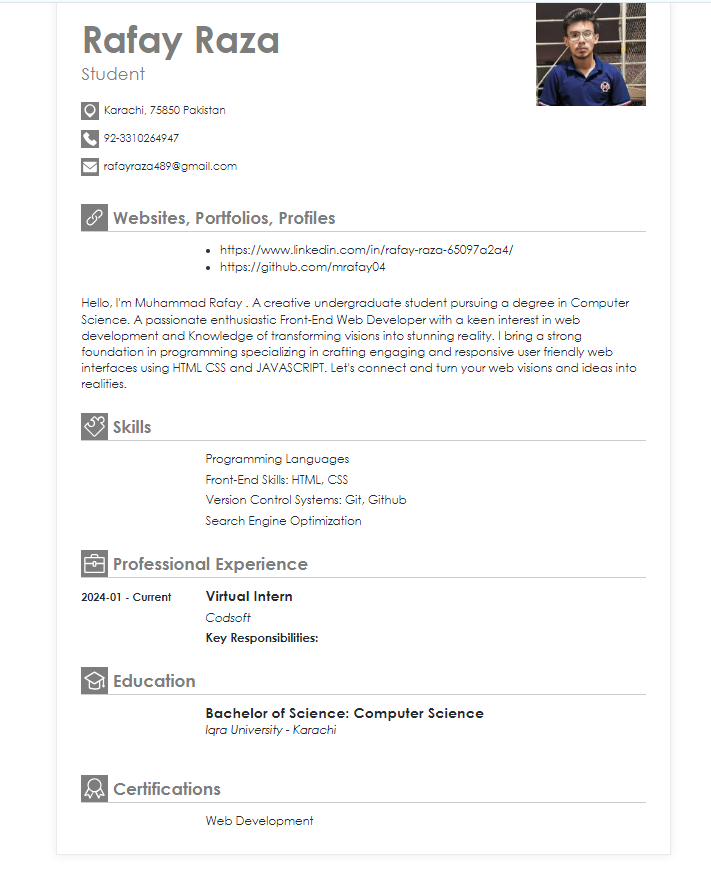 Rafay Raza
Student
Karachi, 75850 Pakistan
92-3310264947
rafayraza489@gmail.com
Websites, Portfolios, Profiles
• https://www.linkedin.com/in/rafay-raza-65097a2a4/
• https://github.com/mrafay04
Hello, I'm Muhammad Rafay . A creative undergraduate student pursuing a degree in Computer
Science. A passionate enthusiastic Front-End Web Developer with a keen interest in web
development and Knowledge of transforming visions into stunning reality. I bring a strong
foundation in programming specializing in crafting engaging and responsive user friendly web
interfaces using HTML CSS and JAVASCRIPT. Let's connect and turn your web visions and ideas into
realities.
Skills
Programming Languages
Front-End Skills: HTML, CSS
Version Control Systems: Git, Github
Search Engine Optimization
Professional Experience
2024-01 - Current Virtual Intern
Codsoft
Key Responsibilities:
Education
Bachelor of Science: Computer Science
Iqra University - Karachi
Certifications
Web Development